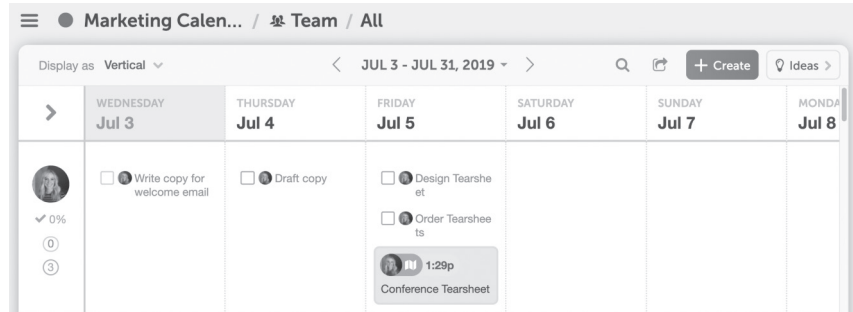 Marketing Calen... / Team / All
Display as Vertical
JUL 3 - JUL 31, 2019
+ Create
Ideas >
WEDNESDAY
Jul 3
THURSDAY
Jul 4
FRIDAY
Jul 5
SATURDAY
Jul 6
SUNDAY
Jul 7
MONDA
Jul 8
0%
0
3
Write copy for
welcome email
Draft copy
Design Tearshe
et
Order Tearshee
ts
1:29p
Conference Tearsheet